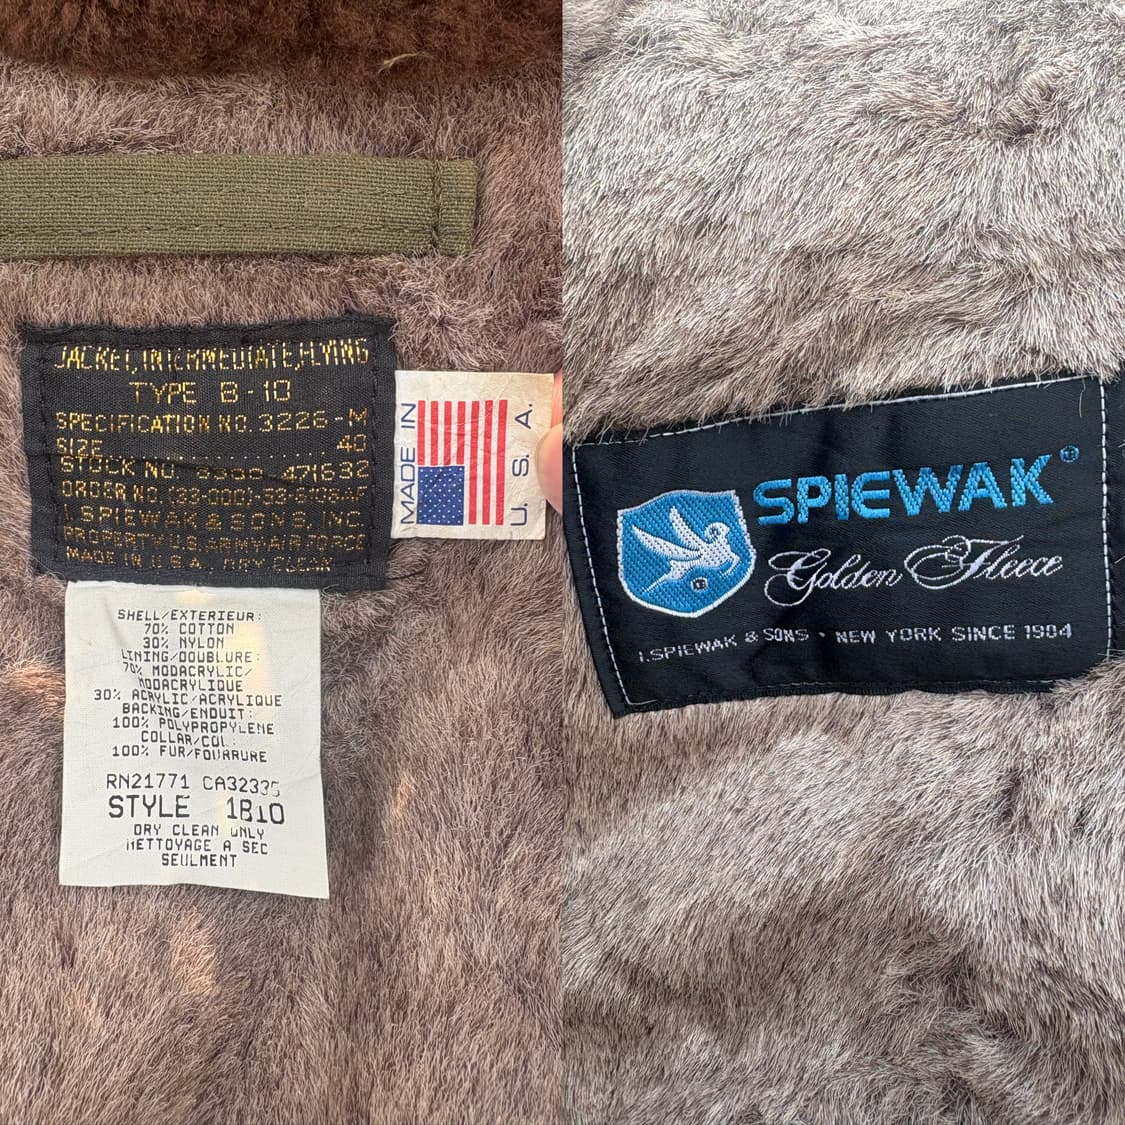 JACKET, INTERMEDIATE, FLYING
TYPE B-10
SPECIFICATION NO. 3226-M
SIZE .................. 40
STOCK NO. 471632
ORDER NO.
I. SPIEWAK & SONS, INC.
PROPERTY U.S. ARMY AIR FORCE
MADE IN U.S.A. DRY CLEAN
MADE IN
U. S. A.
SHELL/EXTERIEUR:
70% COTTON
30% NYLON
LINING/DOUBLURE:
70% MODACRYLIC/
MODACRYLIQUE
30% ACRYLIC/ACRYLIQUE
BACKING/ENDUIT:
100% POLYPROPYLENE
COLLAR/COL:
100% FUR/FOURRURE
RN21771 CA32335
STYLE 1B10
DRY CLEAN ONLY
NETTOYAGE A SEC
SEULMENT
SPIEWAK®
Golden Fleece
I.SPIEWAK & SONS • NEW YORK SINCE 1904